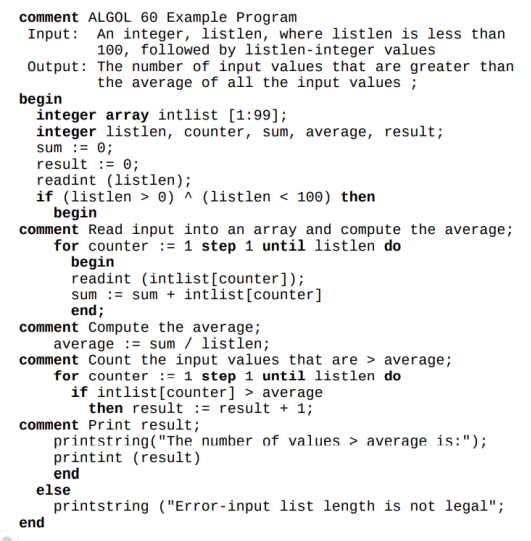 comment ALGOL 60 Example Program
Input: An integer, listlen, where listlen is less than
100, followed by listlen-integer values
Output: The number of input values that are greater than
the average of all the input values ;
begin
integer array intlist [1:99];
integer listlen, counter, sum, average, result;
sum := 0;
result := 0;
readint (listlen);
if (listlen > 0) ^ (listlen < 100) then
begin
comment Read input into an array and compute the average;
for counter := 1 step 1 until listlen do
begin
readint (intlist[counter]);
sum := sum + intlist[counter]
end;
comment Compute the average;
average := sum / listlen;
comment Count the input values that are > average;
for counter := 1 step 1 until listlen do
if intlist[counter] > average
then result := result + 1;
comment Print result;
printstring("The number of values > average is:");
printint (result)
end
else
printstring ("Error-input list length is not legal";
end